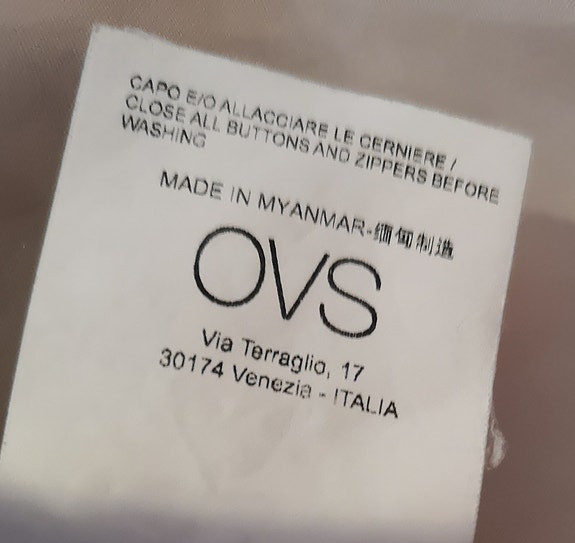 CAPO E/O ALLACCIARE LE CERNIERE /
CLOSE ALL BUTTONS AND ZIPPERS BEFORE
WASHING
MADE IN MYANMAR-缅甸制造
OVS
Via Terraglio, 17
30174 Venezia - ITALIA